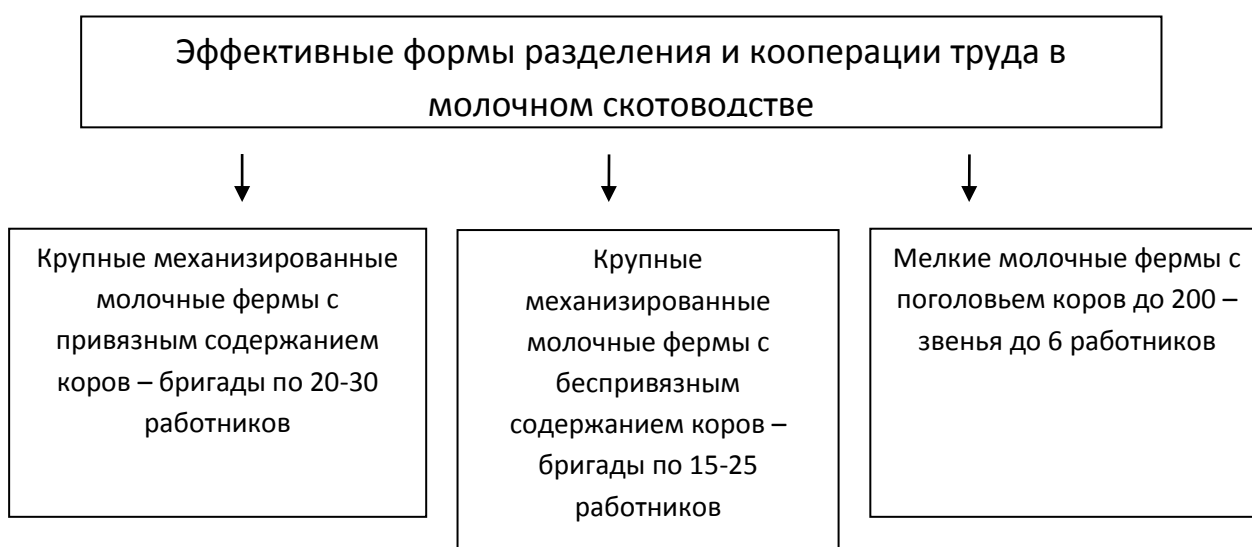 Эффективные формы разделения и кооперации труда в
молочном скотоводстве
Крупные механизированные
молочные фермы с
привязным содержанием
коров – бригады по 20-30
работников
Крупные
механизированные
молочные фермы с
беспривязным
содержанием коров –
бригады по 15-25
работников
Мелкие молочные фермы с
поголовьем коров до 200 –
звенья до 6 работников